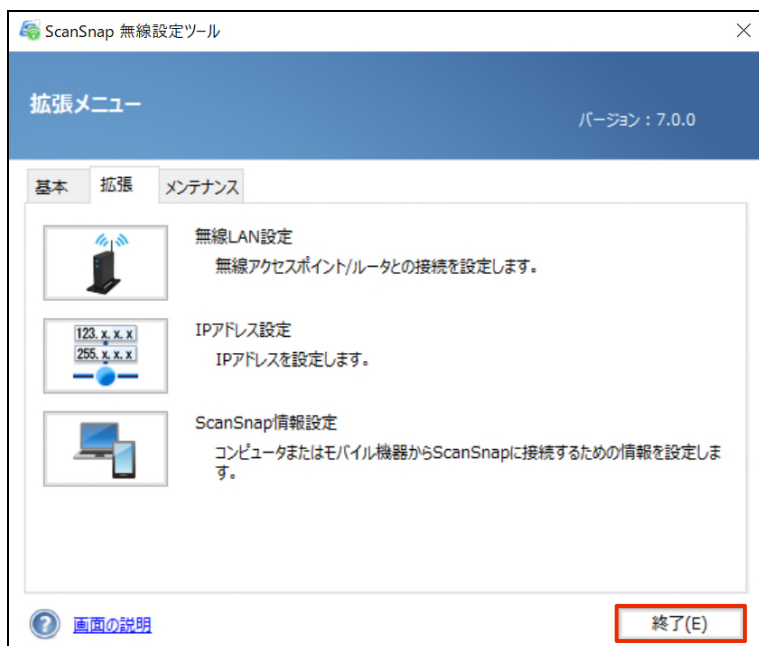 ScanSnap 無線設定ツール
拡張メニュー
バージョン : 7.0.0
基本 拡張 メンテナンス
無線LAN設定
無線アクセスポイント/ルータとの接続を設定します。
123. x. x. x
255. x. x. x
IPアドレス設定
IPアドレスを設定します。
ScanSnap情報設定
コンピュータまたはモバイル機器からScanSnapに接続するための情報を設定しま
す。
? 画面の説明
終了(E)